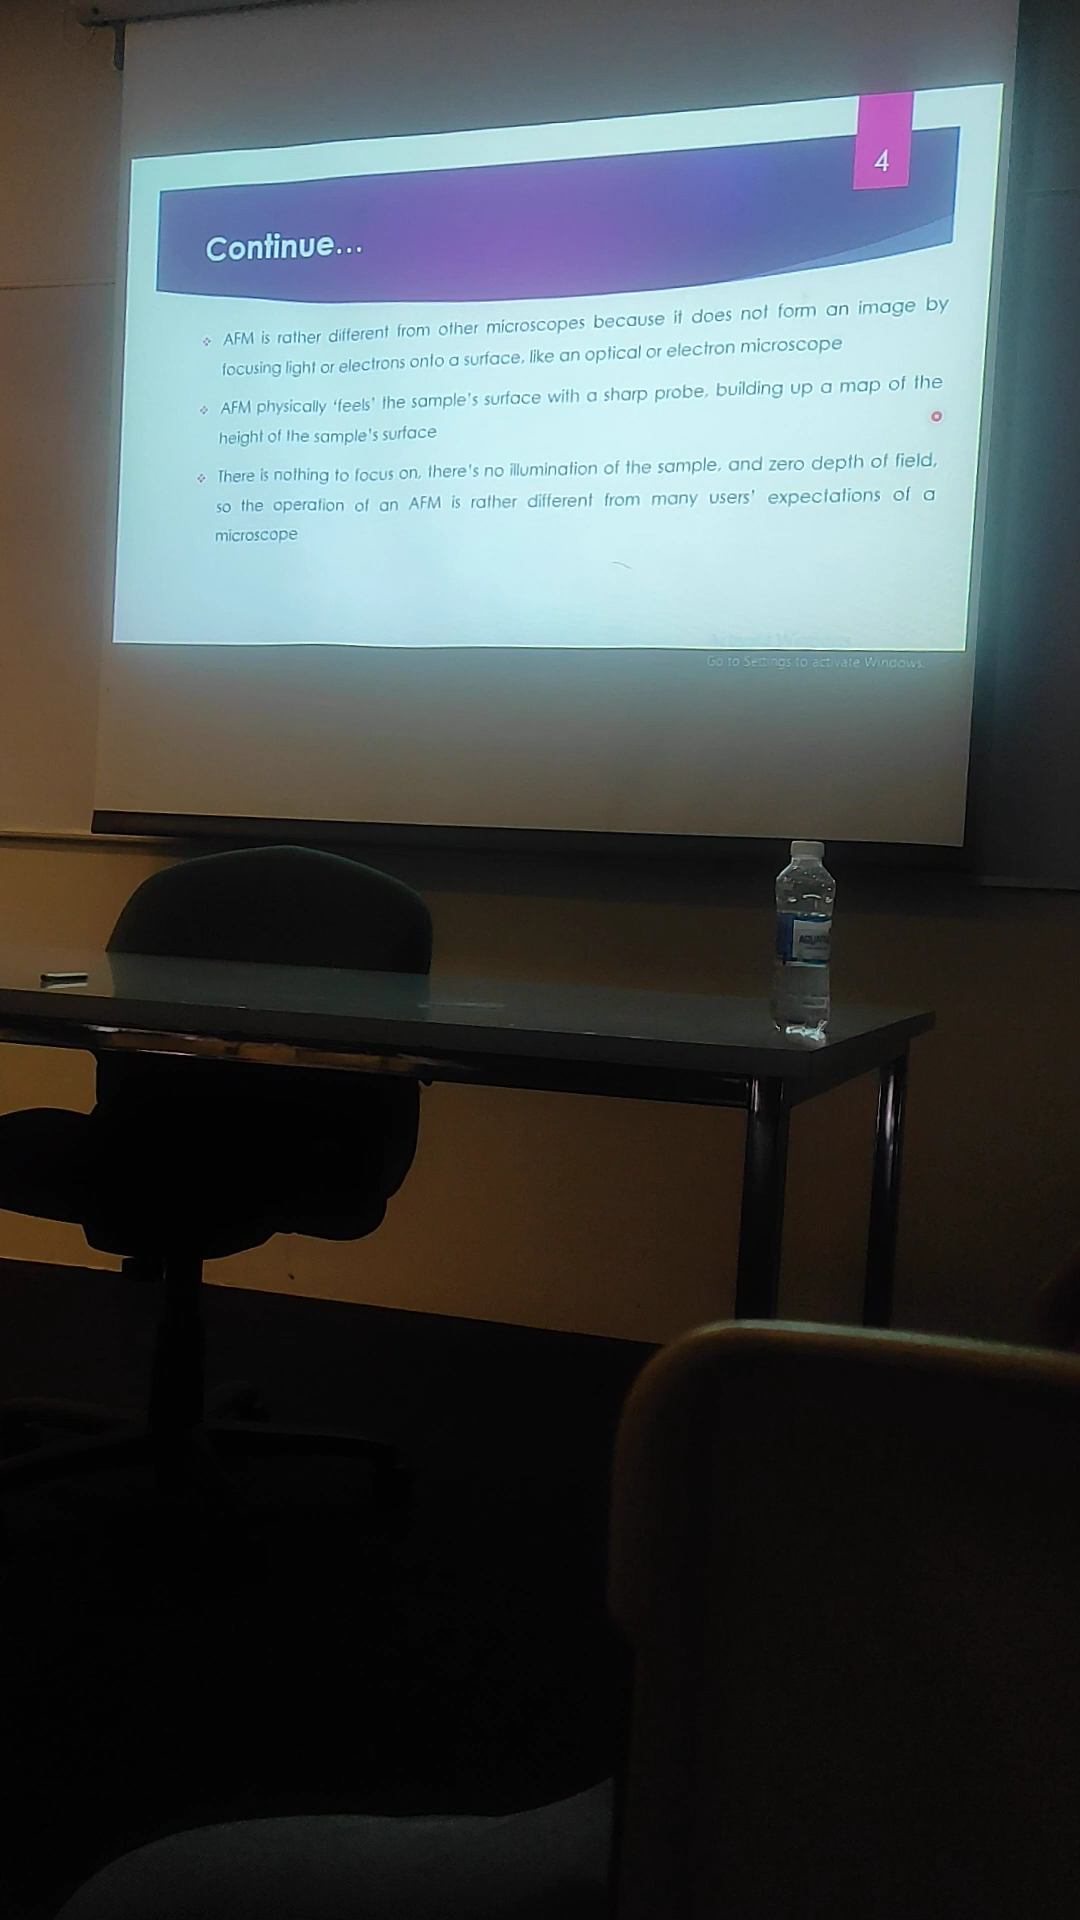 4
Continue...
AFM is rather different from other microscopes because it does not form an image by
focusing light or electrons onto a surface, like an optical or electron microscope
AFM physically 'feels' the sample's surface with a sharp probe, building up a map of the
height of the sample's surface
There is nothing to focus on, there's no illumination of the sample, and zero depth of field,
so the operation of an AFM is rather different from many users' expectations of a
microscope
Activate Windows
Go to Settings to activate Windows.